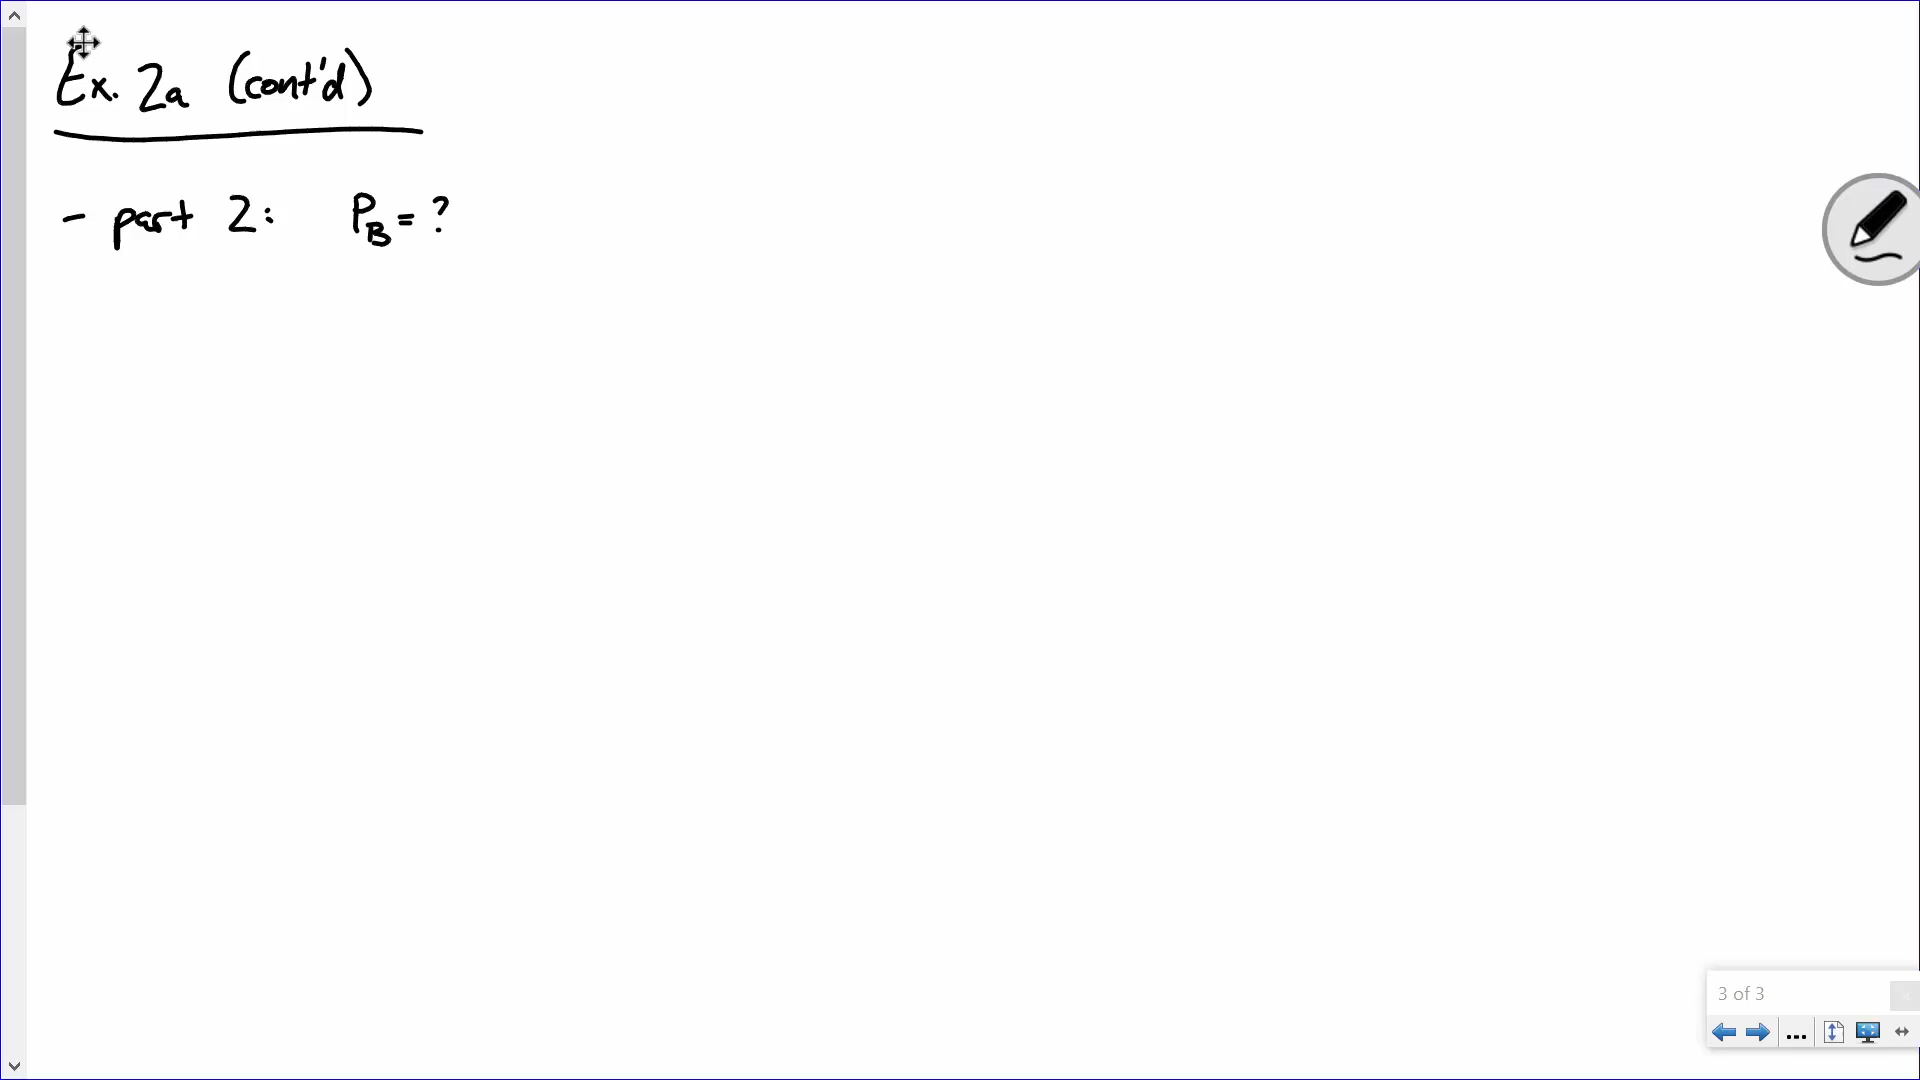 Ex. 2a (cont'd)
- part 2: P_B = ?
3 of 3
...